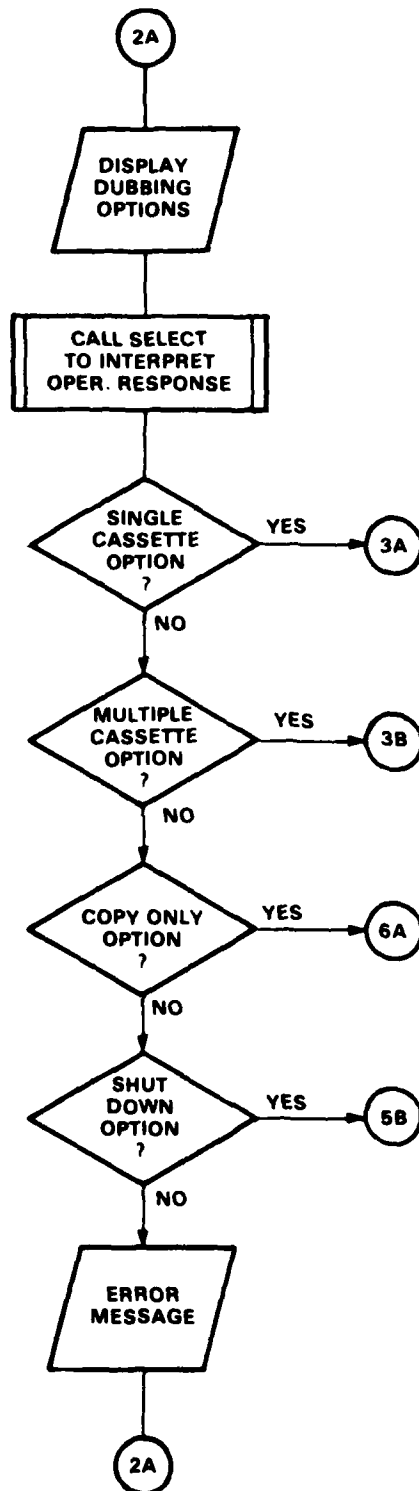 2A
DISPLAY
DUBBING
OPTIONS
CALL SELECT
TO INTERPRET
OPER. RESPONSE
SINGLE
CASSETTE
OPTION
?
YES
3A
NO
MULTIPLE
CASSETTE
OPTION
?
YES
3B
NO
COPY ONLY
OPTION
?
YES
6A
NO
SHUT
DOWN
OPTION
?
YES
5B
NO
ERROR
MESSAGE
2A